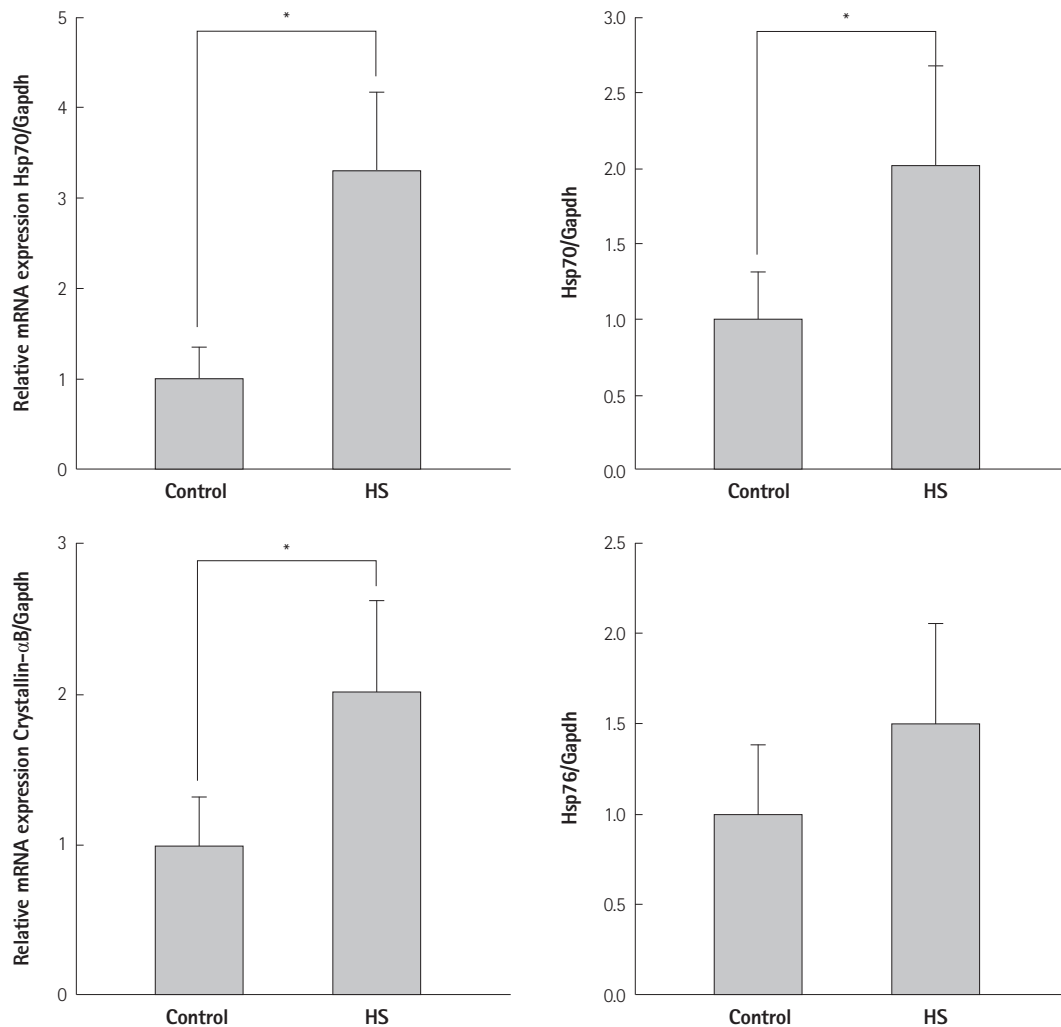 Relative mRNA expression Hsp70/Gapdh
5
4
3
2
1
0
*
Control
HS
Hsp70/Gapdh
3.0
2.5
2.0
1.5
1.0
0.5
0.0
*
Control
HS
Relative mRNA expression Crystallin-αB/Gapdh
3
2
1
0
*
Control
HS
Hsp76/Gapdh
2.5
2.0
1.5
1.0
0.5
0.0
Control
HS